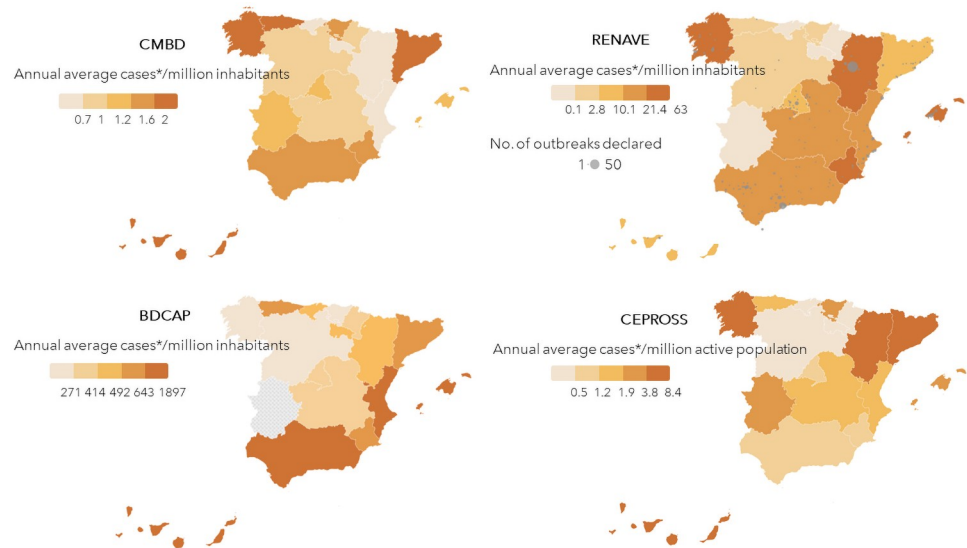 CMBD
Annual average cases*/million inhabitants
0.7 1 1.2 1.6 2
RENAVE
Annual average cases*/million inhabitants
0.1 2.8 10.1 21.4 63
No. of outbreaks declared
1 50
BDCAP
Annual average cases*/million inhabitants
271 414 492 643 1897
CEPROSS
Annual average cases*/million active population
0.5 1.2 1.9 3.8 8.4